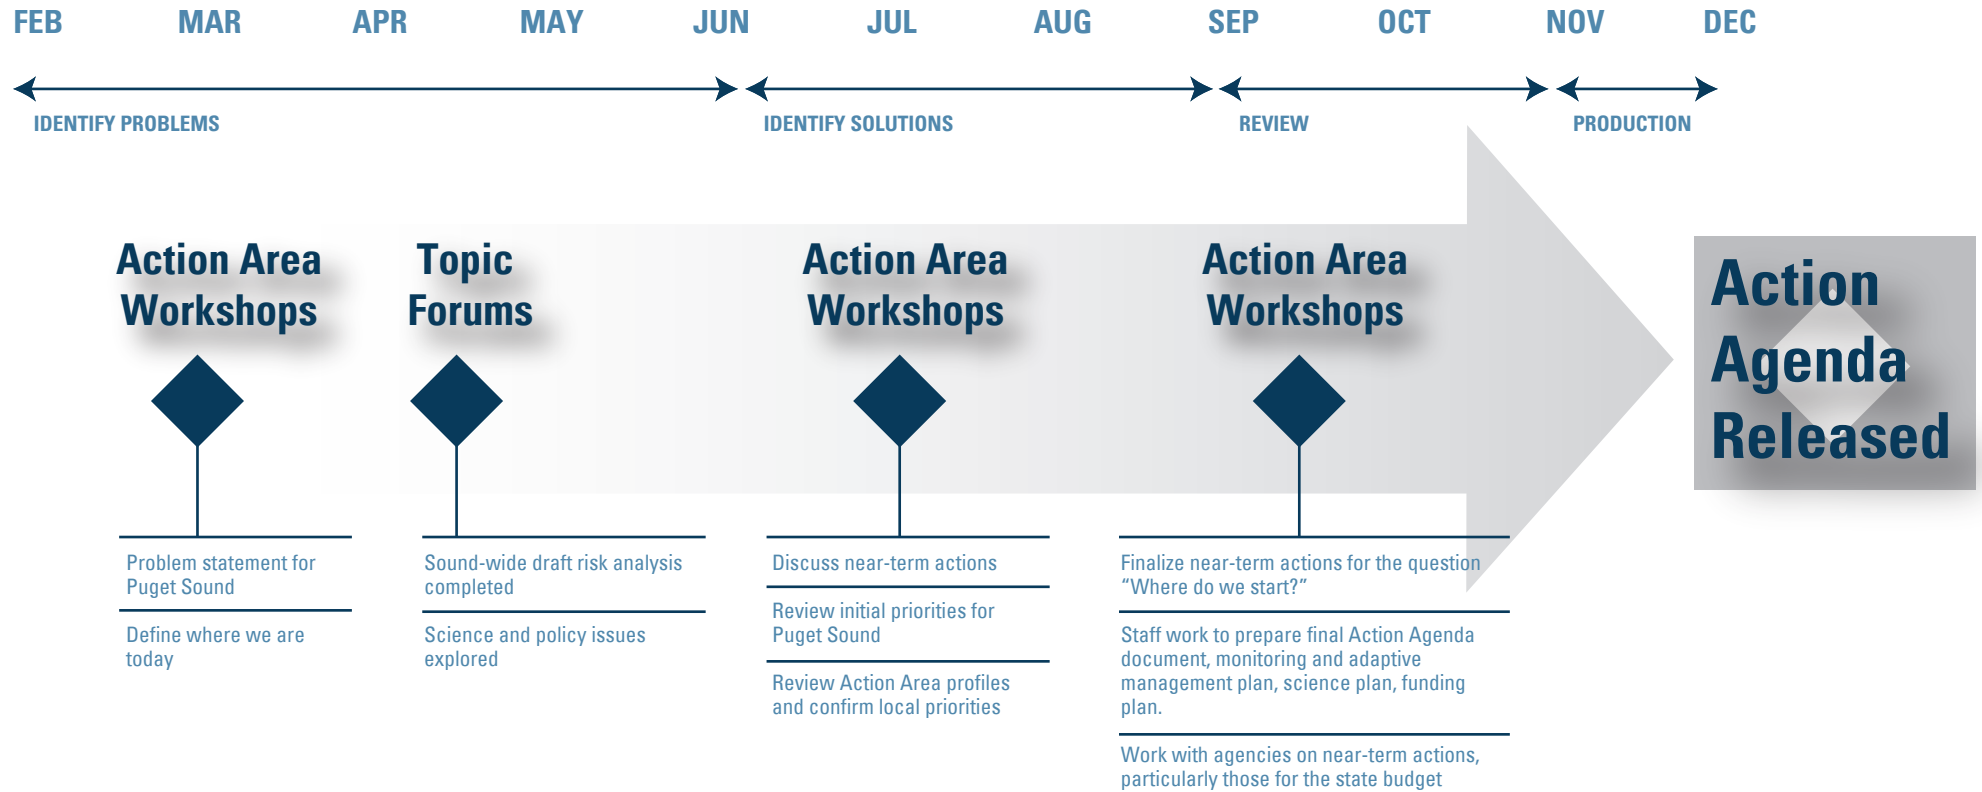 FEB MAR APR MAY JUN JUL AUG SEP OCT NOV DEC
IDENTIFY PROBLEMS IDENTIFY SOLUTIONS REVIEW PRODUCTION
Action Area
Workshops
Problem statement for
Puget Sound
Define where we are
today
Topic
Forums
Sound-wide draft risk analysis
completed
Science and policy issues
explored
Action Area
Workshops
Discuss near-term actions
Review initial priorities for
Puget Sound
Review Action Area profiles
and confirm local priorities
Action Area
Workshops
Finalize near-term actions for the question
“Where do we start?”
Staff work to prepare final Action Agenda
document, monitoring and adaptive
management plan, science plan, funding
plan.
Work with agencies on near-term actions,
particularly those for the state budget
Action
Agenda
Released